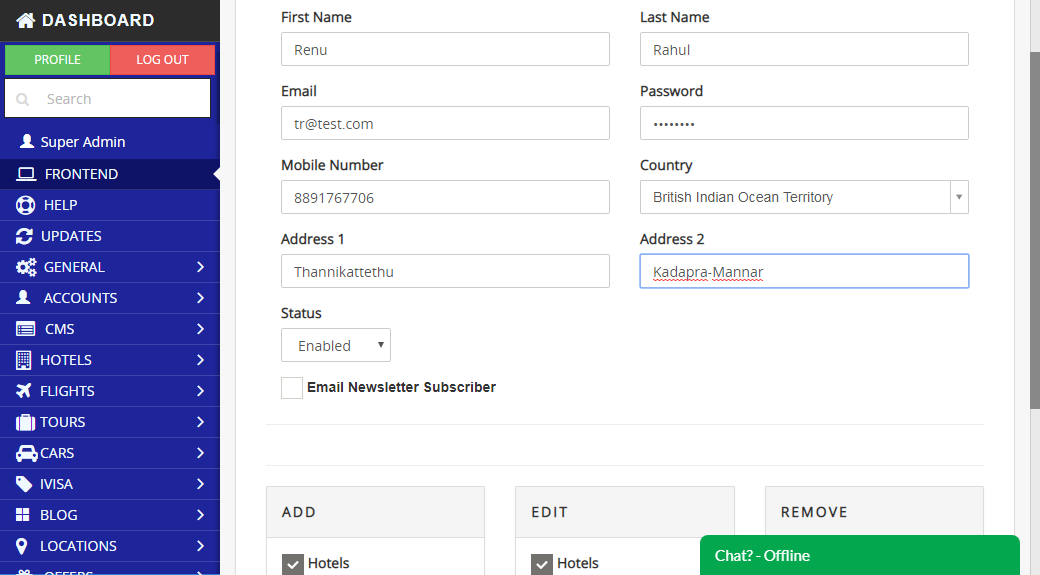 DASHBOARD
PROFILE
LOG OUT
Search
Super Admin
FRONTEND
HELP
UPDATES
GENERAL
ACCOUNTS
CMS
HOTELS
FLIGHTS
TOURS
CARS
IVISA
BLOG
LOCATIONS
OFFERS
First Name
Last Name
Renu
Rahul
Email
Password
tr@test.com
••••••••
Mobile Number
Country
8891767706
British Indian Ocean Territory
Address 1
Address 2
Thannikattethu
Kadapra-Mannar
Status
Enabled
Email Newsletter Subscriber
ADD
EDIT
REMOVE
Hotels
Hotels
Chat? - Offline